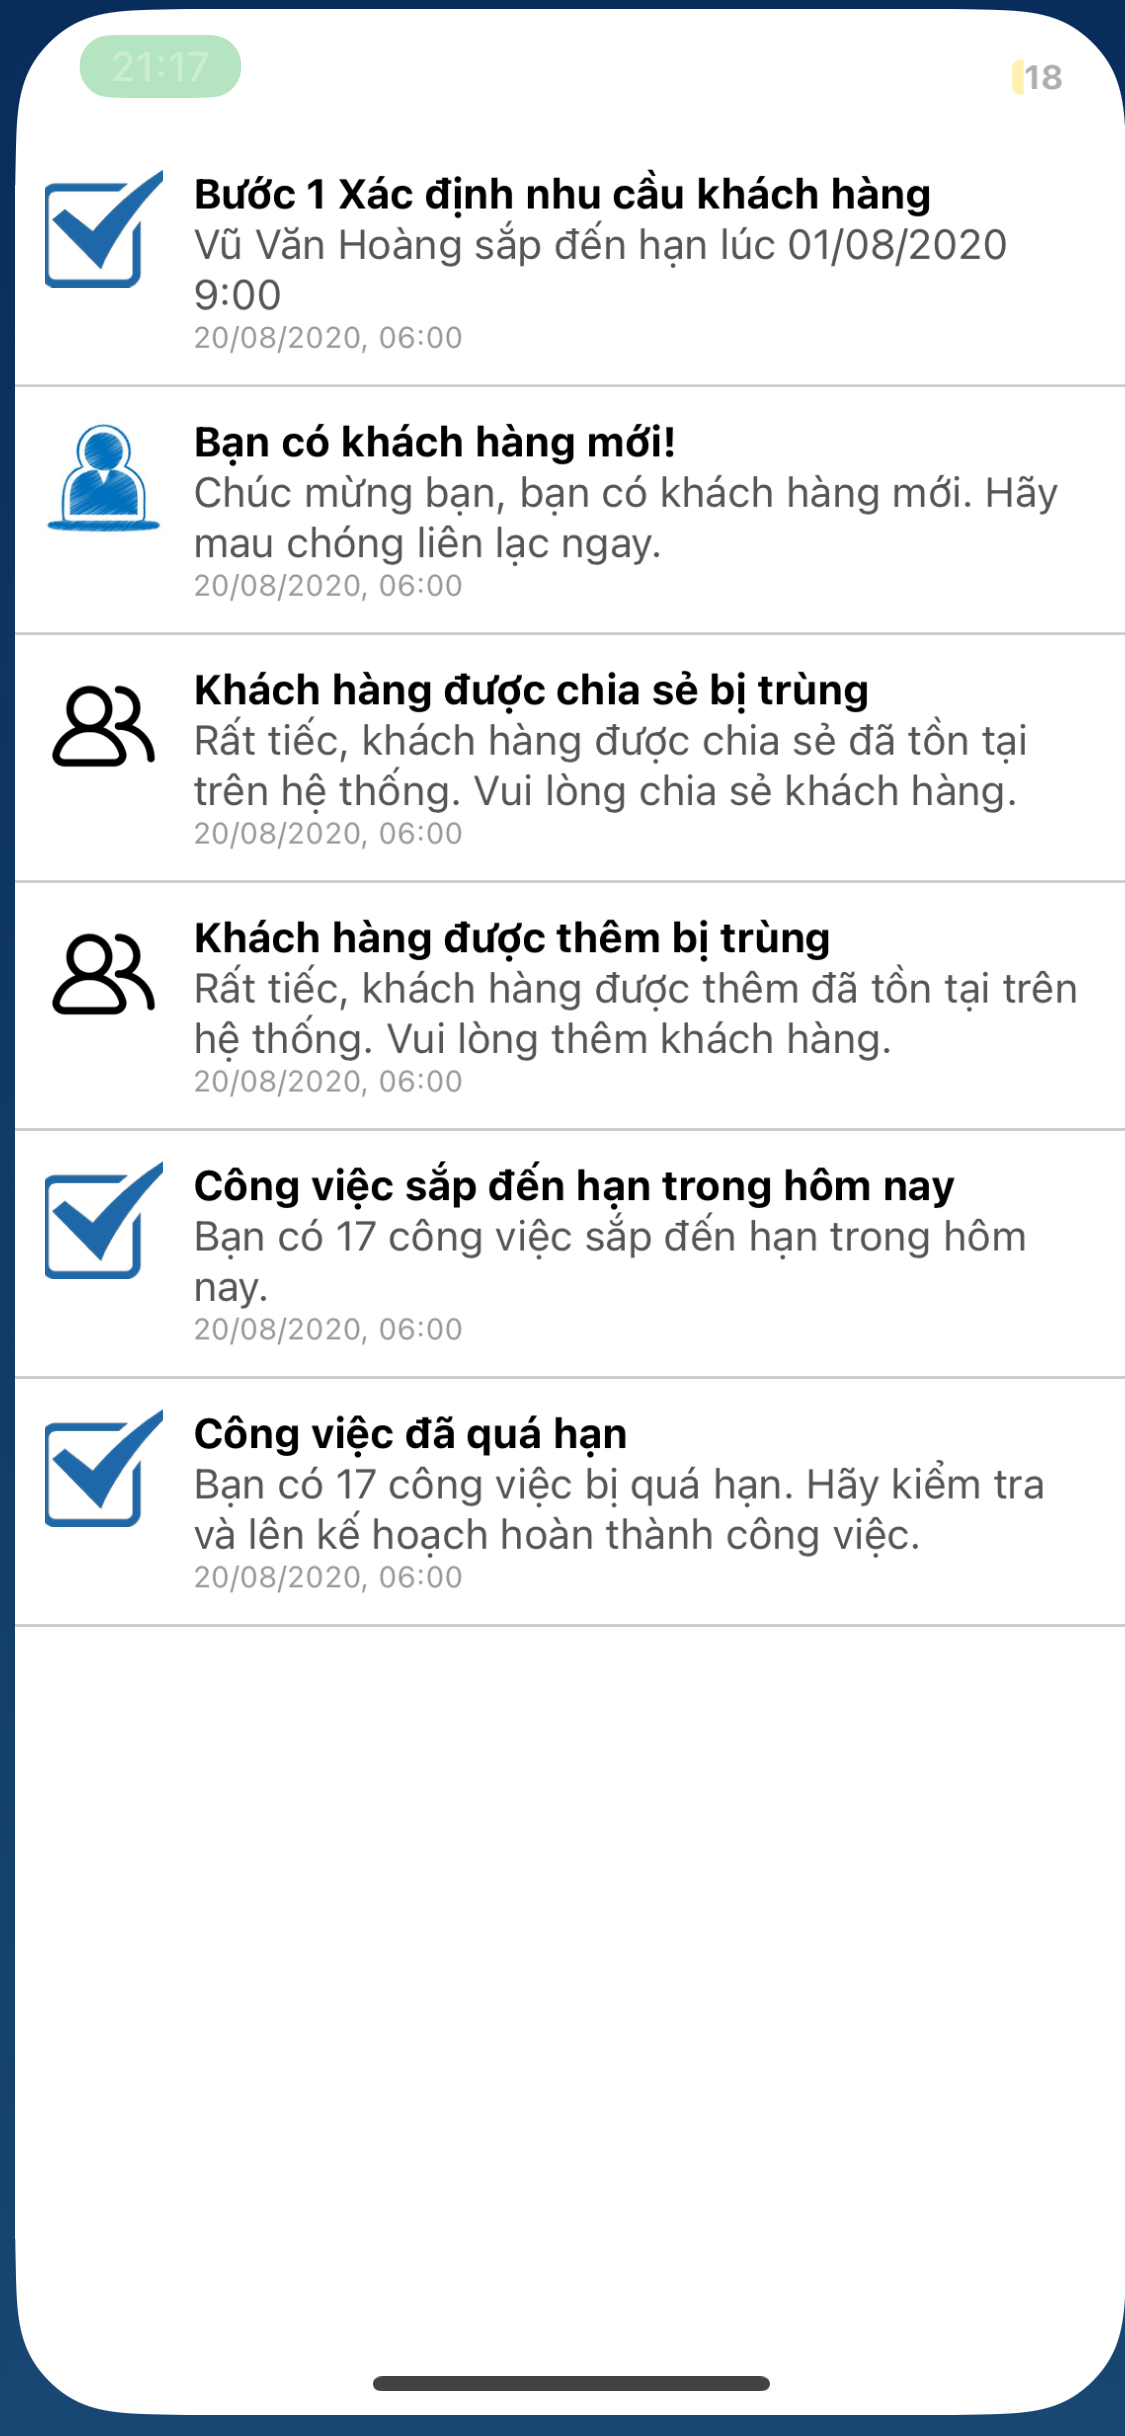 21:17
18
Bước 1 Xác định nhu cầu khách hàng
Vũ Văn Hoàng sắp đến hạn lúc 01/08/2020
9:00
20/08/2020, 06:00
Bạn có khách hàng mới!
Chúc mừng bạn, bạn có khách hàng mới. Hãy
mau chóng liên lạc ngay.
20/08/2020, 06:00
Khách hàng được chia sẻ bị trùng
Rất tiếc, khách hàng được chia sẻ đã tồn tại
trên hệ thống. Vui lòng chia sẻ khách hàng.
20/08/2020, 06:00
Khách hàng được thêm bị trùng
Rất tiếc, khách hàng được thêm đã tồn tại trên
hệ thống. Vui lòng thêm khách hàng.
20/08/2020, 06:00
Công việc sắp đến hạn trong hôm nay
Bạn có 17 công việc sắp đến hạn trong hôm
nay.
20/08/2020, 06:00
Công việc đã quá hạn
Bạn có 17 công việc bị quá hạn. Hãy kiểm tra
và lên kế hoạch hoàn thành công việc.
20/08/2020, 06:00